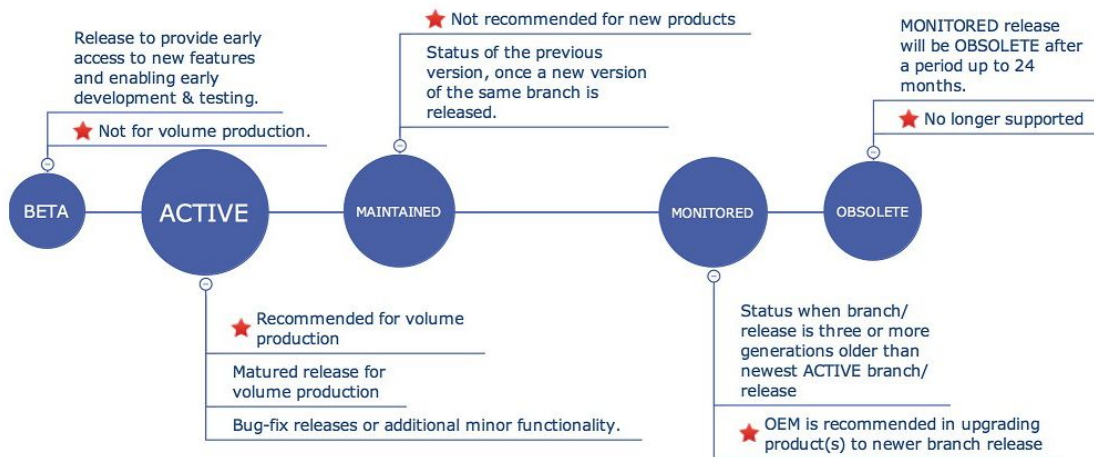 Release to provide early
access to new features
and enabling early
development & testing.
Not for volume production.
Not recommended for new products
Status of the previous
version, once a new version
of the same branch is
released.
MONITORED release
will be OBSOLETE after
a period up to 24
months.
No longer supported
BETA
ACTIVE
MAINTAINED
MONITORED
OBSOLETE
Recommended for volume
production
Matured release for
volume production
Bug-fix releases or additional minor functionality.
Status when branch/
release is three or more
generations older than
newest ACTIVE branch/
release
OEM is recommended in upgrading
product(s) to newer branch release